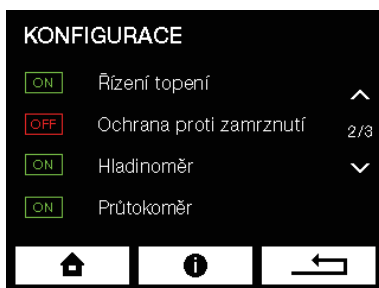 KONFIGURACE
ON Řízení topení
OFF Ochrana proti zamrznutí
2/3
ON Hladinoměr
ON Průtokoměr